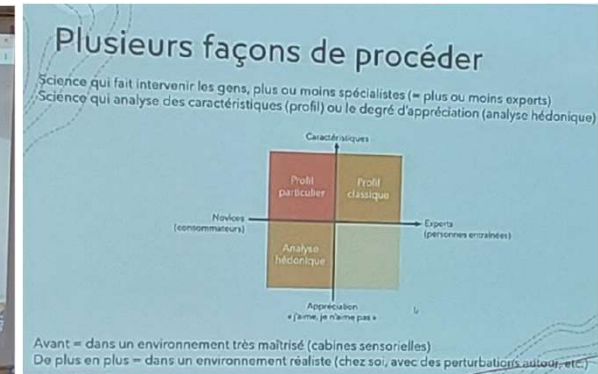 Plusieurs façons de procéder
Science qui fait intervenir les gens, plus ou moins spécialistes (= plus ou moins experts)
Science qui analyse des caractéristiques (profil) ou le degré d'appréciation (analyse hédonique)
Caractéristiques
Profil
particulier
Profil
classique
Novices
(consommateurs)
Experts
(personnes entraînées)
Analyse
hédonique
Appréciation
« j'aime, je n'aime pas »
Avant = dans un environnement très maîtrisé (cabines sensorielles)
De plus en plus = dans un environnement réaliste (chez soi, avec des perturbations autour, etc.)